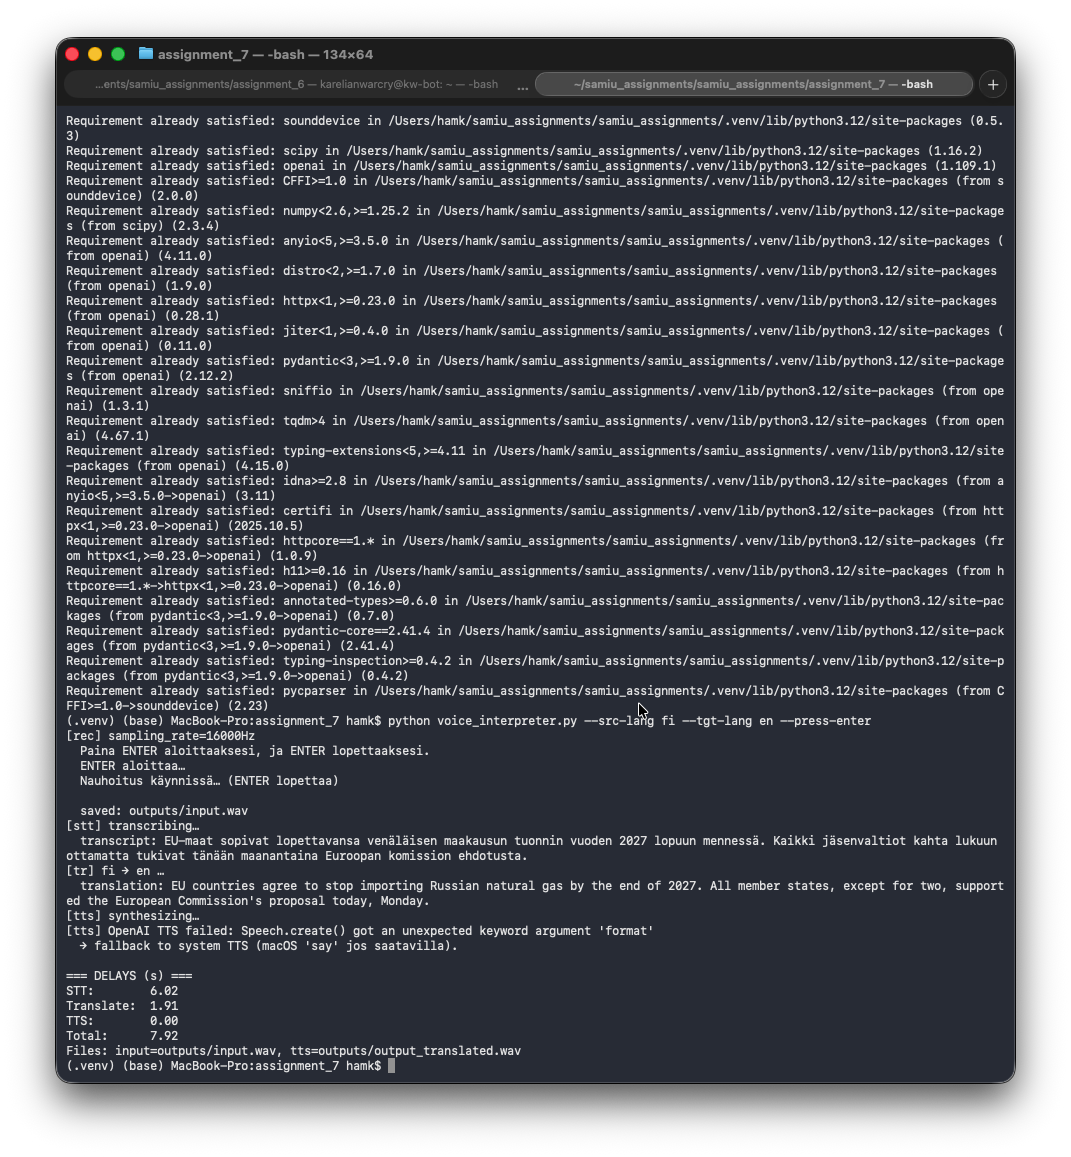 assignment_7 — -bash — 134×64
...ents/samiu_assignments/assignment_6 — karelianwarcry@kw-bot: ~ — -bash ... ~/samiu_assignments/samiu_assignments/assignment_7 — -bash +
Requirement already satisfied: sounddevice in /Users/hamk/samiu_assignments/samiu_assignments/.venv/lib/python3.12/site-packages (0.5.
3)
Requirement already satisfied: scipy in /Users/hamk/samiu_assignments/samiu_assignments/.venv/lib/python3.12/site-packages (1.16.2)
Requirement already satisfied: openai in /Users/hamk/samiu_assignments/samiu_assignments/.venv/lib/python3.12/site-packages (1.109.1)
Requirement already satisfied: CFFI>=1.0 in /Users/hamk/samiu_assignments/samiu_assignments/.venv/lib/python3.12/site-packages (from s
ounddevice) (2.0.0)
Requirement already satisfied: numpy<2.6,>=1.25.2 in /Users/hamk/samiu_assignments/samiu_assignments/.venv/lib/python3.12/site-package
s (from scipy) (2.3.4)
Requirement already satisfied: anyio<5,>=3.5.0 in /Users/hamk/samiu_assignments/samiu_assignments/.venv/lib/python3.12/site-packages (
from openai) (4.11.0)
Requirement already satisfied: distro<2,>=1.7.0 in /Users/hamk/samiu_assignments/samiu_assignments/.venv/lib/python3.12/site-packages
(from openai) (1.9.0)
Requirement already satisfied: httpx<1,>=0.23.0 in /Users/hamk/samiu_assignments/samiu_assignments/.venv/lib/python3.12/site-packages
(from openai) (0.28.1)
Requirement already satisfied: jiter<1,>=0.4.0 in /Users/hamk/samiu_assignments/samiu_assignments/.venv/lib/python3.12/site-packages (
from openai) (0.11.0)
Requirement already satisfied: pydantic<3,>=1.9.0 in /Users/hamk/samiu_assignments/samiu_assignments/.venv/lib/python3.12/site-package
s (from openai) (2.12.2)
Requirement already satisfied: sniffio in /Users/hamk/samiu_assignments/samiu_assignments/.venv/lib/python3.12/site-packages (from ope
nai) (1.3.1)
Requirement already satisfied: tqdm>4 in /Users/hamk/samiu_assignments/samiu_assignments/.venv/lib/python3.12/site-packages (from open
ai) (4.67.1)
Requirement already satisfied: typing-extensions<5,>=4.11 in /Users/hamk/samiu_assignments/samiu_assignments/.venv/lib/python3.12/site
-packages (from openai) (4.15.0)
Requirement already satisfied: idna>=2.8 in /Users/hamk/samiu_assignments/samiu_assignments/.venv/lib/python3.12/site-packages (from a
nyio<5,>=3.5.0->openai) (3.11)
Requirement already satisfied: certifi in /Users/hamk/samiu_assignments/samiu_assignments/.venv/lib/python3.12/site-packages (from htt
px<1,>=0.23.0->openai) (2025.10.5)
Requirement already satisfied: httpcore==1.* in /Users/hamk/samiu_assignments/samiu_assignments/.venv/lib/python3.12/site-packages (fr
om httpx<1,>=0.23.0->openai) (1.0.9)
Requirement already satisfied: h11>=0.16 in /Users/hamk/samiu_assignments/samiu_assignments/.venv/lib/python3.12/site-packages (from h
ttpcore==1.*->httpx<1,>=0.23.0->openai) (0.16.0)
Requirement already satisfied: annotated-types>=0.6.0 in /Users/hamk/samiu_assignments/samiu_assignments/.venv/lib/python3.12/site-pac
kages (from pydantic<3,>=1.9.0->openai) (0.7.0)
Requirement already satisfied: pydantic-core==2.41.4 in /Users/hamk/samiu_assignments/samiu_assignments/.venv/lib/python3.12/site-pack
ages (from pydantic<3,>=1.9.0->openai) (2.41.4)
Requirement already satisfied: typing-inspection>=0.4.2 in /Users/hamk/samiu_assignments/samiu_assignments/.venv/lib/python3.12/site-p
ackages (from pydantic<3,>=1.9.0->openai) (0.4.2)
Requirement already satisfied: pycparser in /Users/hamk/samiu_assignments/samiu_assignments/.venv/lib/python3.12/site-packages (from C
FFI>=1.0->sounddevice) (2.23)
(.venv) (base) MacBook-Pro:assignment_7 hamk$ python voice_interpreter.py --src-lang fi --tgt-lang en --press-enter
[rec] sampling_rate=16000Hz
Paina ENTER aloittaaksesi, ja ENTER lopettaaksesi.
ENTER aloittaa…
Nauhoitus käynnissä… (ENTER lopettaa)
saved: outputs/input.wav
[stt] transcribing…
transcript: EU-maat sopivat lopettavansa venäläisen maakausun tuonnin vuoden 2027 lopuun mennessä. Kaikki jäsenvaltiot kahta lukuun
ottamatta tukivat tänään maanantaina Euroopan komission ehdotusta.
[tr] fi → en …
translation: EU countries agree to stop importing Russian natural gas by the end of 2027. All member states, except for two, support
ed the European Commission's proposal today, Monday.
[tts] synthesizing…
[tts] OpenAI TTS failed: Speech.create() got an unexpected keyword argument 'format'
→ fallback to system TTS (macOS 'say' jos saatavilla).
=== DELAYS (s) ===
STT: 6.02
Translate: 1.91
TTS: 0.00
Total: 7.92
Files: input=outputs/input.wav, tts=outputs/output_translated.wav
(.venv) (base) MacBook-Pro:assignment_7 hamk$